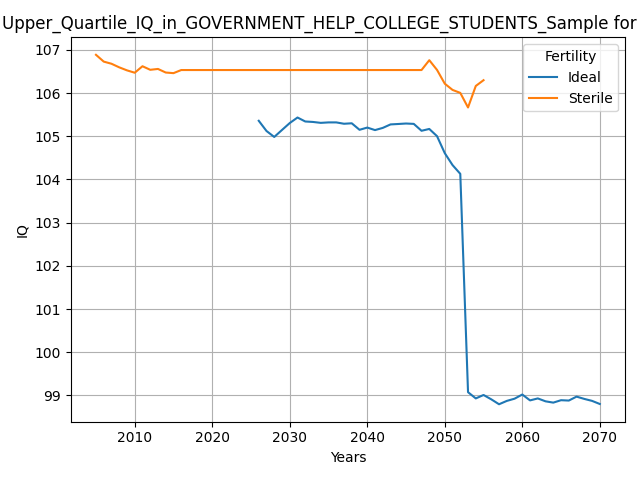 Upper_Quartile_IQ_in_GOVERNMENT_HELP_COLLEGE_STUDENTS_Sample for
107
106
105
104
103
102
101
100
99
IQ
Fertility
Ideal
Sterile
2010 2020 2030 2040 2050 2060 2070
Years